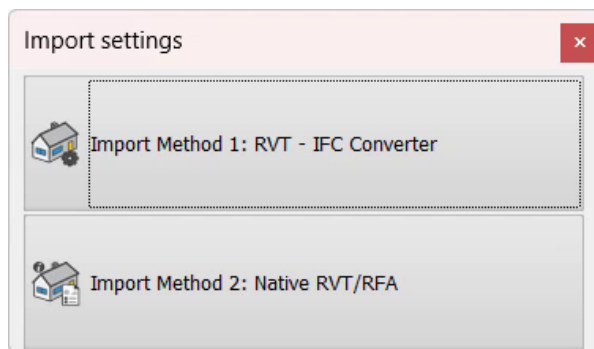 Import settings
Import Method 1: RVT - IFC Converter
Import Method 2: Native RVT/RFA